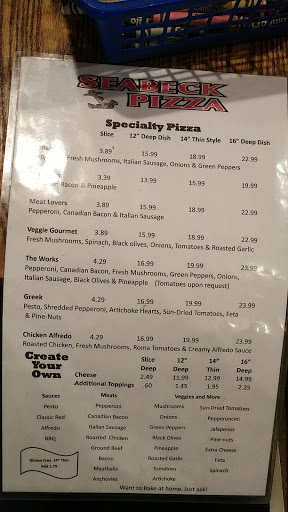 SEABECK
PIZZA
Specialty Pizza
Slice 12" Deep Dish 14" Thin Style 16" Deep Dish
3.89 15.99 18.99 22.99
Fresh Mushrooms, Italian Sausage, Onions & Green Peppers
3.39 13.99 15.99 19.99
Bacon & Pineapple
Meat Lovers 3.89 15.99 18.99 22.99
Pepperoni, Canadian Bacon & Italian Sausage
Veggie Gourmet 3.89 15.99 18.99 22.99
Fresh Mushrooms, Spinach, Black olives, Onions, Tomatoes & Roasted Garlic
The Works 4.29 16.99 19.99 23.99
Pepperoni, Canadian Bacon, Fresh Mushrooms, Green Peppers, Onions,
Italian Sausage, Black Olives & Pineapple (Tomatoes upon request)
Greek 4.29 16.99 19.99 23.99
Pesto, Shredded Pepperoni, Artichoke Hearts, Sun-Dried Tomatoes, Feta
& Pine-Nuts
Chicken Alfredo 4.29 16.99 19.99 23.99
Roasted Chicken, Fresh Mushrooms, Roma Tomatoes & Creamy Alfredo Sauce
Create
Your
Own
Slice 12" 14" 16"
Deep Deep Thin Deep
Cheese 2.49 11.99 12.99 14.99
Additional Toppings .60 1.45 1.95 2.25
Sauces Meats Veggies and More
Pesto Pepperoni Mushrooms Sun-Dried Tomatoes
Classic Red Canadian Bacon Onions Pepperoncini
Alfredo Italian Sausage Green Peppers Jalapenos
BBQ Roasted Chicken Black Olives Pine-nuts
Ground Beef Pineapple Extra Cheese
Bacon Roasted Garlic Feta
Meatballs Tomatoes Spinach
Anchovies Artichoke
Gluten Free 14" Thin
Add 1.75
Want to Bake at home, Just ask!